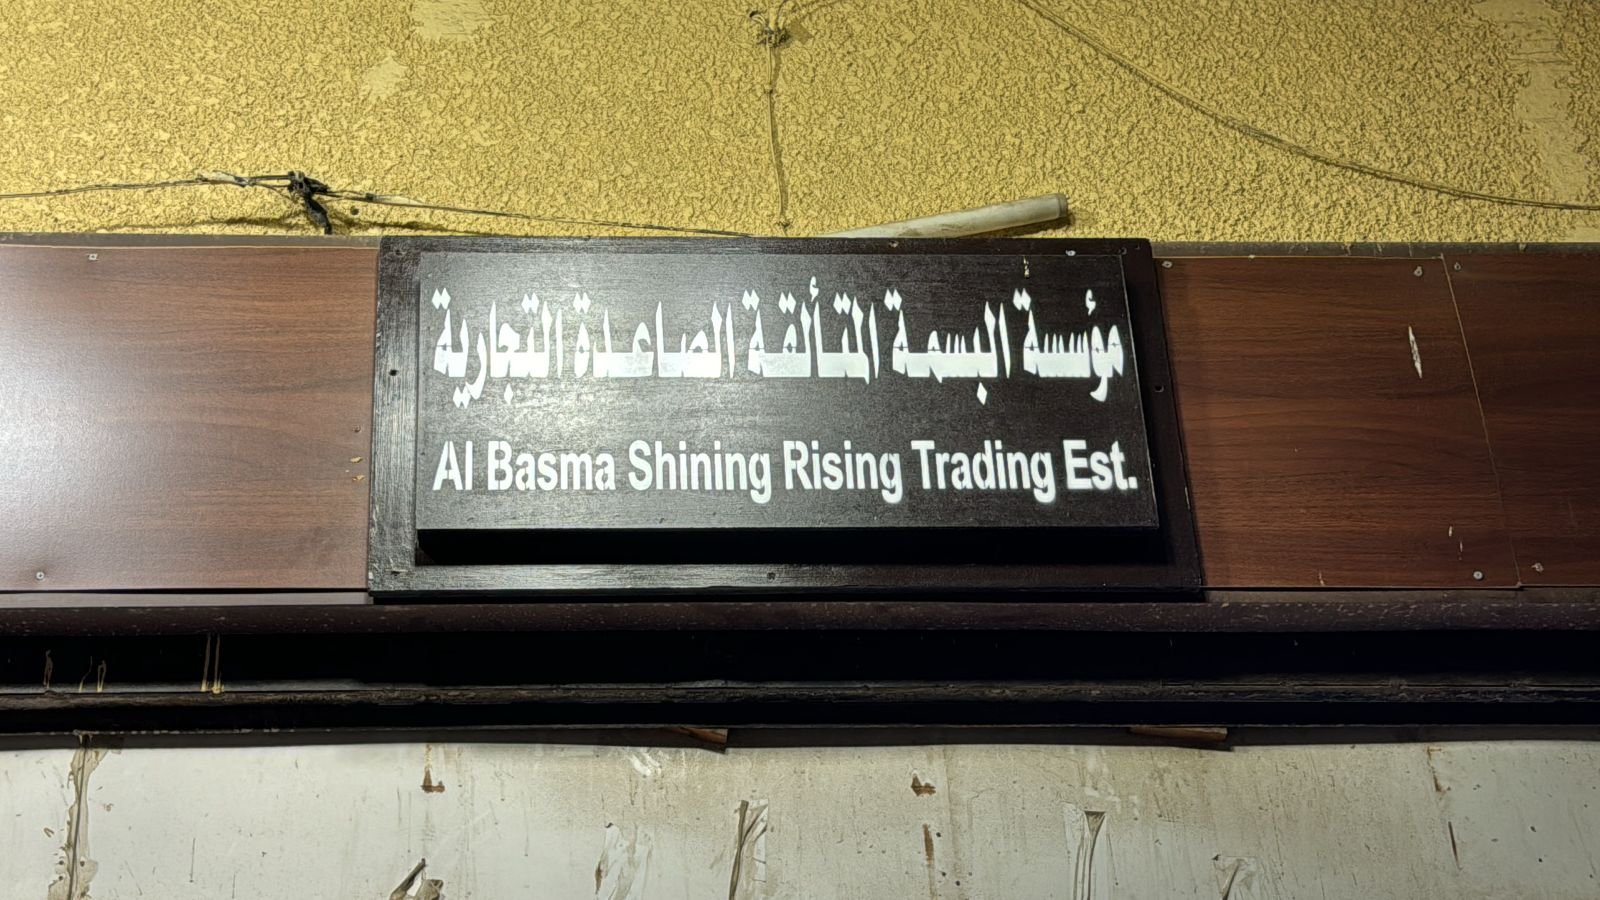 مؤسسة البسمة المتألقة الصاعدة التجارية
Al Basma Shining Rising Trading Est.